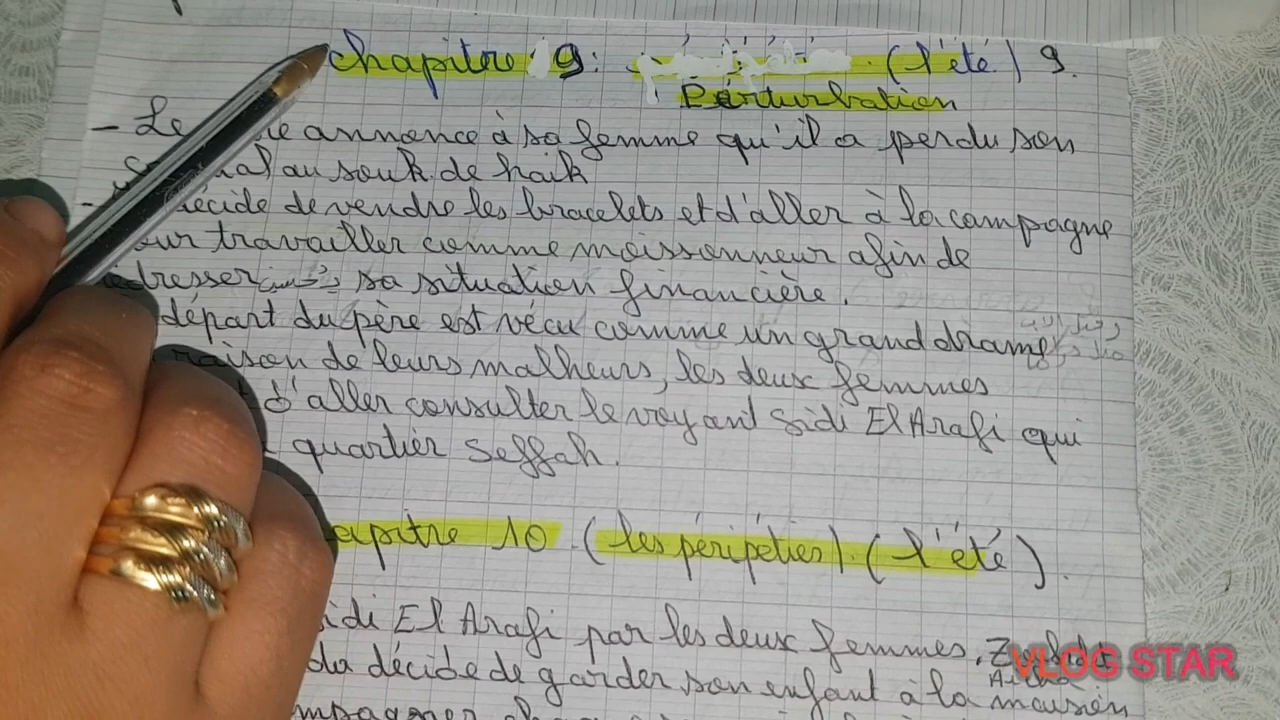 chapitre 9: (l'été) 9.
Perturbation
- Le annonce à sa femme qu'il a perdu son
au souk de haik
décide de vendre les bracelets et d'aller à la campagne
travailler comme moissonneur afin de
redresser sa situation financière.
départ du père est vécu comme un grand drame
raison de leurs malheurs, les deux femmes
d'aller consulter le voyant Sidi El Arafi qui
quartier Seffah.
apitre 10 (les péripéties). (l'été).
idi El Arafi par les deux femmes, Zoubida
Aicha
décide de garder son enfant à la maison
VLOG STAR